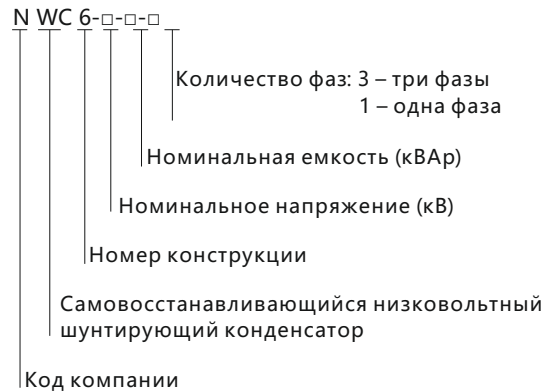 N WC 6-□-□-□
Количество фаз: 3 – три фазы
1 – одна фаза
Номинальная емкость (кВАр)
Номинальное напряжение (кВ)
Номер конструкции
Самовосстанавливающийся низковольтный
шунтирующий конденсатор
Код компании